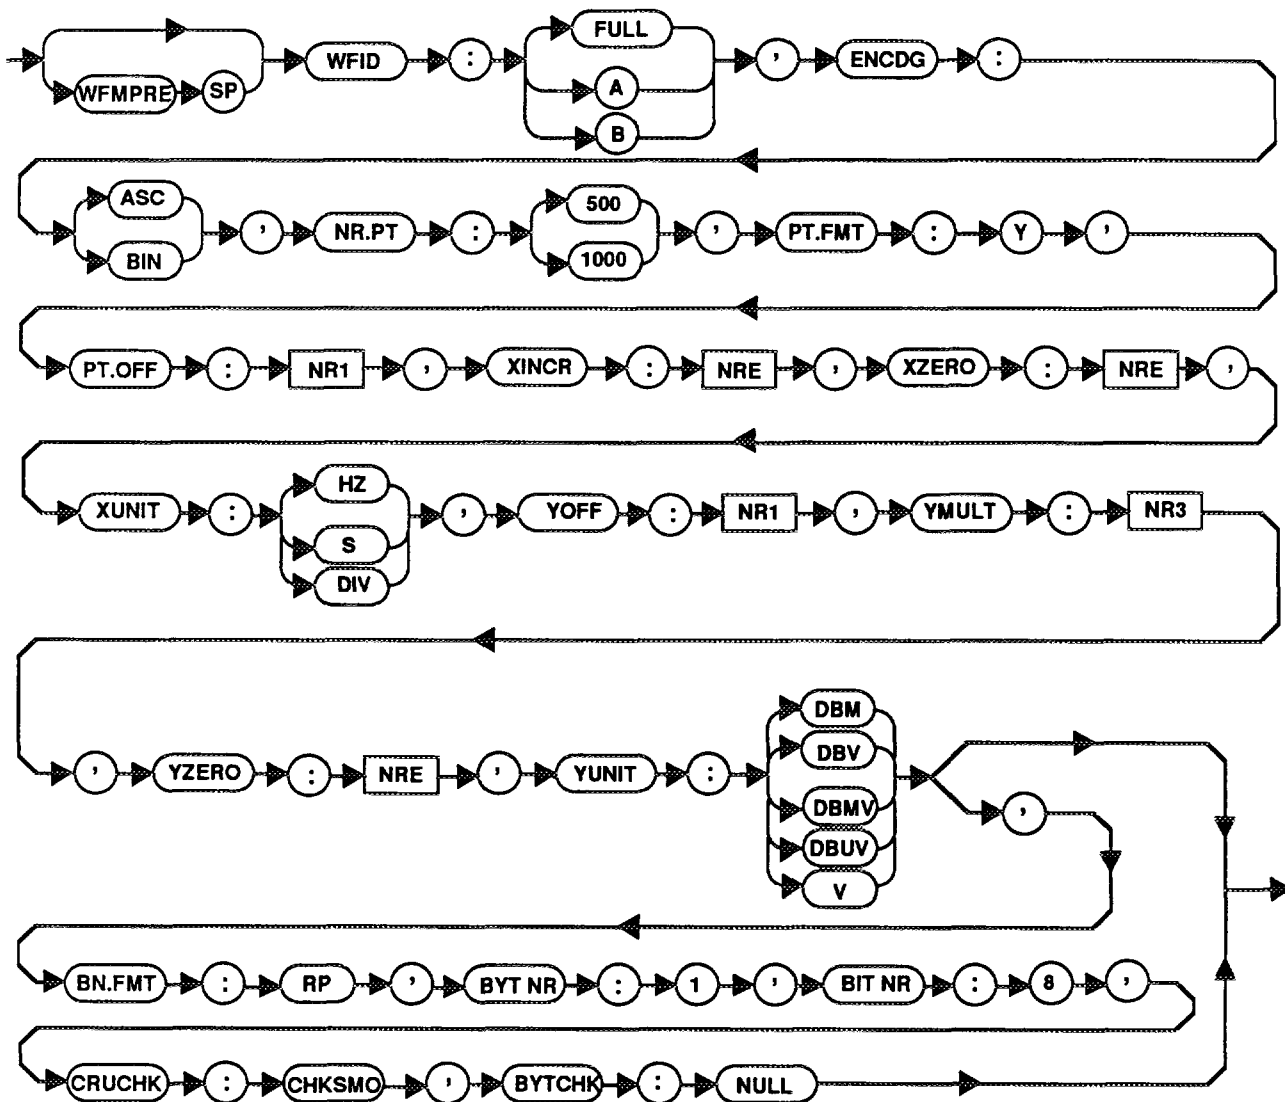 FULL
WFID : A , ENCDG :
WFMPRE SP
B
ASC
BIN
, NR.PT :
500
1000
, PT.FMT : Y ,
PT.OFF : NR1 , XINCR : NRE , XZERO : NRE ,
XUNIT :
HZ
S
DIV
, YOFF : NR1 , YMULT : NR3
, YZERO : NRE , YUNIT :
DBM
DBV
DBMV
DBUV
V
,
BN.FMT : RP , BYT NR : 1 , BIT NR : 8 ,
CRUCHK : CHKSMO , BYTCHK : NULL